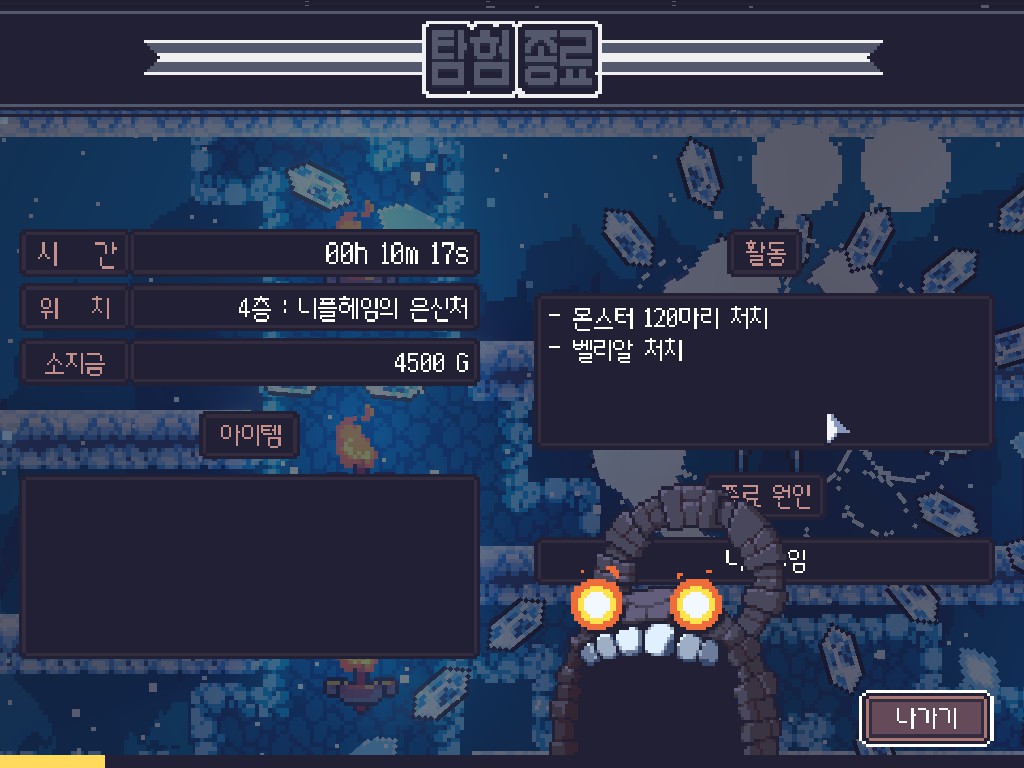 탐험 종료
시 간 00h 10m 17s
위 치 4층 : 니플헤임의 은신처
소지금 4500 G
아이템
활동
- 몬스터 120마리 처치
- 벨리알 처치
종료 원인
나가기